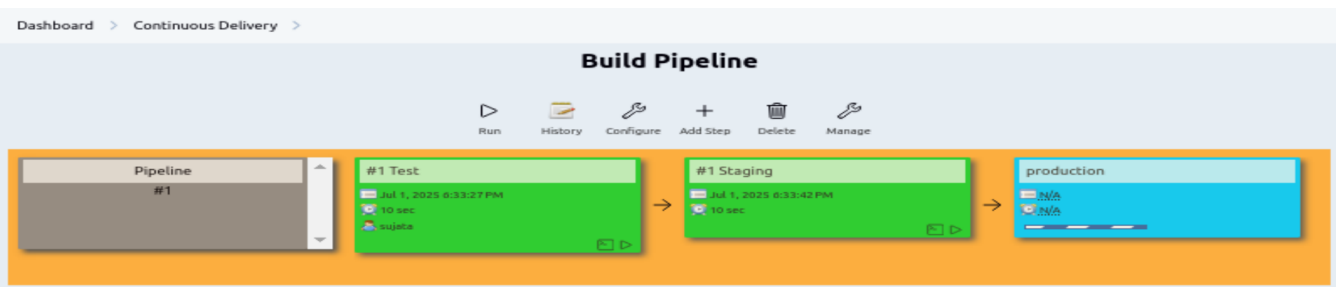 Dashboard > Continuous Delivery >
Build Pipeline
Run History Configure Add Step Delete Manage
Pipeline
#1
#1 Test
Jul 1, 2025 6:33:27 PM
10 sec
sujata
#1 Staging
Jul 1, 2025 6:33:42 PM
10 sec
production
N/A
N/A